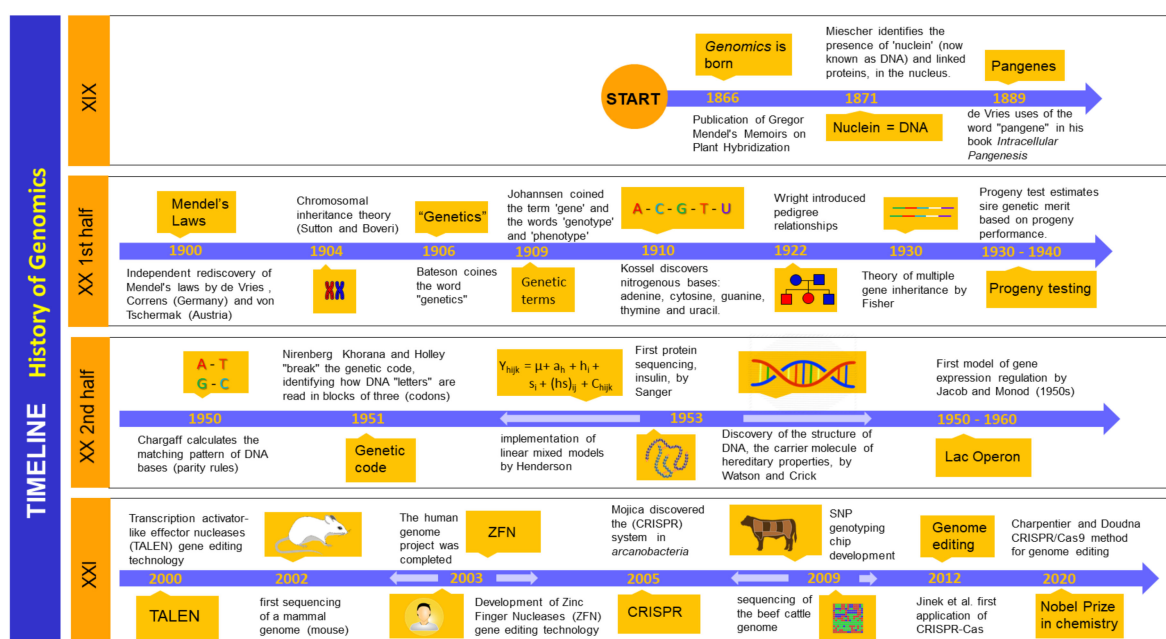 TIMELINE History of Genomics
XIX
START
Genomics is
born
1866
Publication of Gregor
Mendel's Memoirs on
Plant Hybridization
Miescher identifies the
presence of 'nuclein' (now
known as DNA) and linked
proteins, in the nucleus.
1871
Nuclein = DNA
Pangenes
1889
de Vries uses of the
word "pangene" in his
book Intracellular
Pangenesis
XX 1st half
Mendel's
Laws
1900
Independent rediscovery of
Mendel's laws by de Vries ,
Correns (Germany) and von
Tschermak (Austria)
Chromosomal
inheritance theory
(Sutton and Boveri)
1904
"Genetics"
1906
Bateson coines
the word
"genetics"
Johannsen coined
the term 'gene' and
the words 'genotype'
and 'phenotype'
1909
Genetic
terms
A - C - G - T - U
1910
Kossel discovers
nitrogenous bases:
adenine, cytosine, guanine,
thymine and uracil.
Wright introduced
pedigree
relationships
1922
1930
Theory of multiple
gene inheritance by
Fisher
Progeny test estimates
sire genetic merit
based on progeny
performance.
1930 - 1940
Progeny testing
XX 2nd half
A - T
G - C
1950
Chargaff calculates the
matching pattern of DNA
bases (parity rules)
Nirenberg Khorana and Holley
"break" the genetic code,
identifying how DNA "letters" are
read in blocks of three (codons)
1951
Genetic
code
Yhijk = μ+ ah + hi +
si + (hs)ij + Chijk
implementation of
linear mixed models
by Henderson
First protein
sequencing,
insulin, by
Sanger
1953
Discovery of the structure of
DNA, the carrier molecule of
hereditary properties, by
Watson and Crick
First model of gene
expression regulation by
Jacob and Monod (1950s)
1950 - 1960
Lac Operon
XXI
Transcription activator-
like effector nucleases
(TALEN) gene editing
technology
2000
TALEN
2002
first sequencing
of a mammal
genome (mouse)
The human
genome project was
completed
ZFN
2003
Development of Zinc
Finger Nucleases (ZFN)
gene editing technology
Mojica discovered
the (CRISPR)
system in
arcanobacteria
2005
CRISPR
SNP
genotyping
chip
development
2009
sequencing of
the beef cattle
genome
Genome
editing
2012
Jinek et al. first
application of
CRISPR-Cas
Charpentier and Doudna
CRISPR/Cas9 method
for genome editing
2020
Nobel Prize
in chemistry